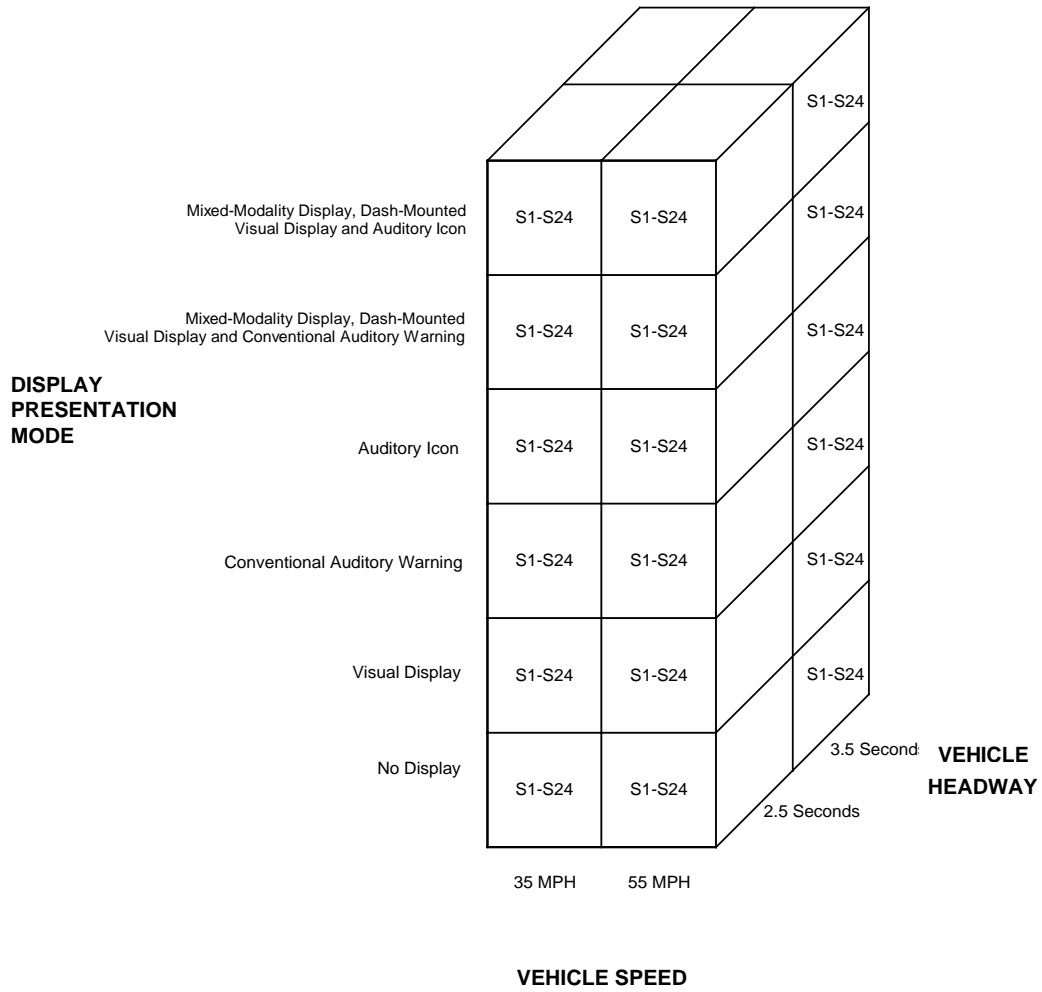 S1-S24
Mixed-Modality Display, Dash-Mounted
Visual Display and Auditory Icon
S1-S24 S1-S24 S1-S24
Mixed-Modality Display, Dash-Mounted
Visual Display and Conventional Auditory Warning
S1-S24 S1-S24 S1-S24
DISPLAY
PRESENTATION
MODE
Auditory Icon
S1-S24 S1-S24 S1-S24
Conventional Auditory Warning
S1-S24 S1-S24 S1-S24
Visual Display
S1-S24 S1-S24 S1-S24
No Display
S1-S24 S1-S24
3.5 Second
2.5 Seconds
VEHICLE
HEADWAY
35 MPH 55 MPH
VEHICLE SPEED